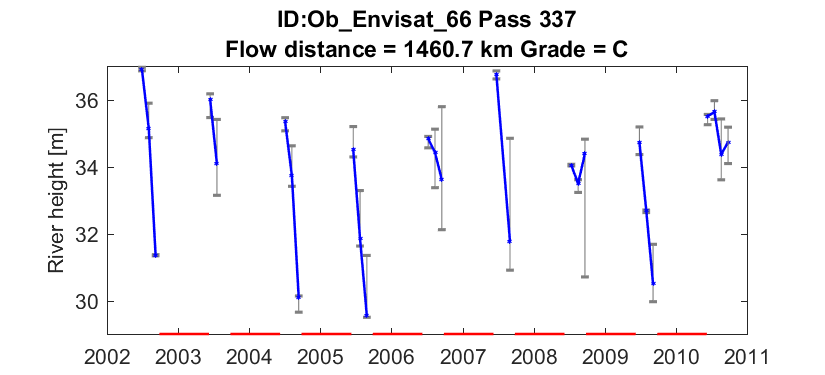 ID:Ob_Envisat_66 Pass 337
Flow distance = 1460.7 km Grade = C
River height [m]
36
34
32
30
2002 2003 2004 2005 2006 2007 2008 2009 2010 2011